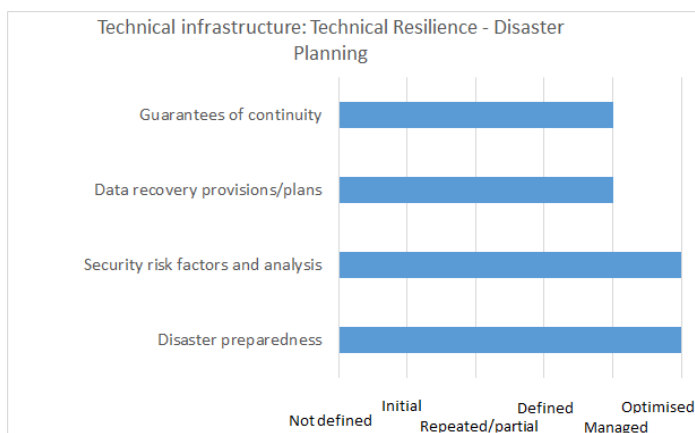 Technical infrastructure: Technical Resilience - Disaster
Planning
Guarantees of continuity
Data recovery provisions/plans
Security risk factors and analysis
Disaster preparedness
Not defined
Initial
Repeated/partial
Defined
Managed
Optimised